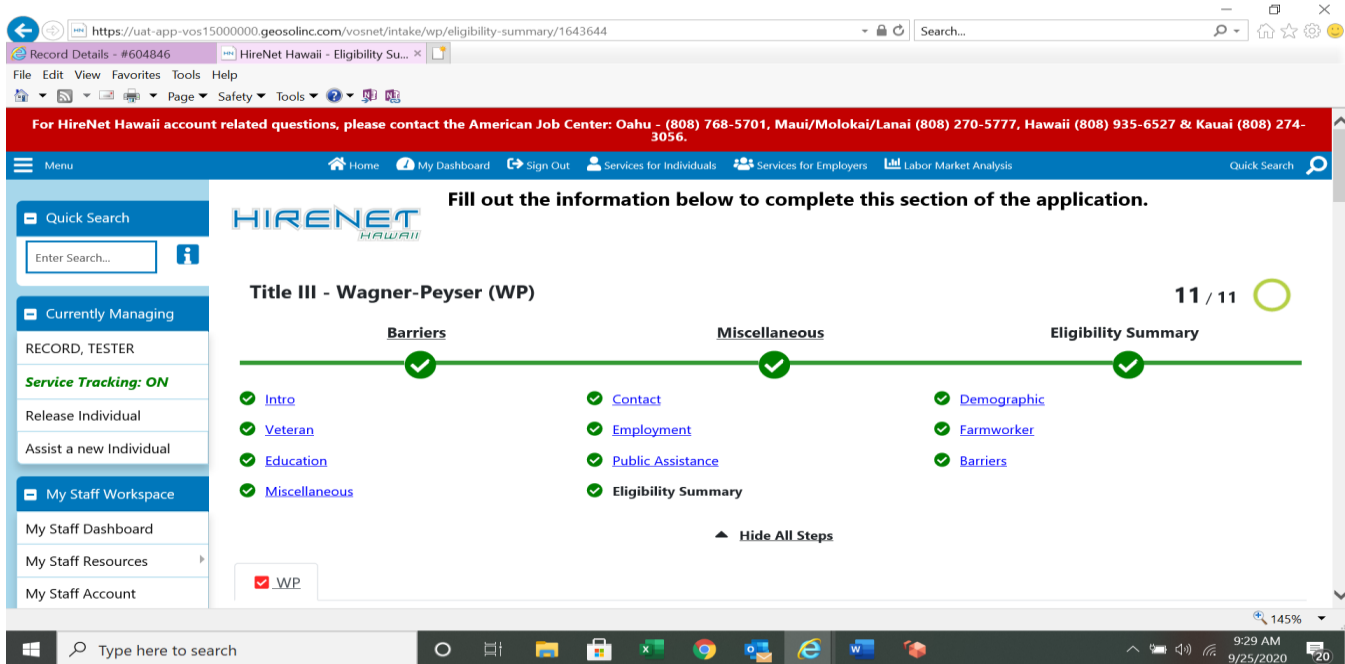 https://uat-app-vos15000000.geosolinc.com/vosnet/intake/wp/eligibility-summary/1643644
Search...
Record Details - #604846
HireNet Hawaii - Eligibility Su...
File Edit View Favorites Tools Help
Page Safety Tools
For HireNet Hawaii account related questions, please contact the American Job Center: Oahu - (808) 768-5701, Maui/Molokai/Lanai (808) 270-5777, Hawaii (808) 935-6527 & Kauai (808) 274-
3056.
Menu Home My Dashboard Sign Out Services for Individuals Services for Employers Labor Market Analysis Quick Search
Fill out the information below to complete this section of the application.
Quick Search
HIRENET
HAWAII
Enter Search...
Title III - Wagner-Peyser (WP)
11 / 11
Currently Managing
Barriers Miscellaneous Eligibility Summary
RECORD, TESTER
Service Tracking: ON
Intro Contact Demographic
Release Individual
Veteran Employment Farmworker
Assist a new Individual
Education Public Assistance Barriers
My Staff Workspace
Miscellaneous Eligibility Summary
My Staff Dashboard
Hide All Steps
My Staff Resources
WP
My Staff Account
145%
Type here to search
9:29 AM
9/25/2020
20